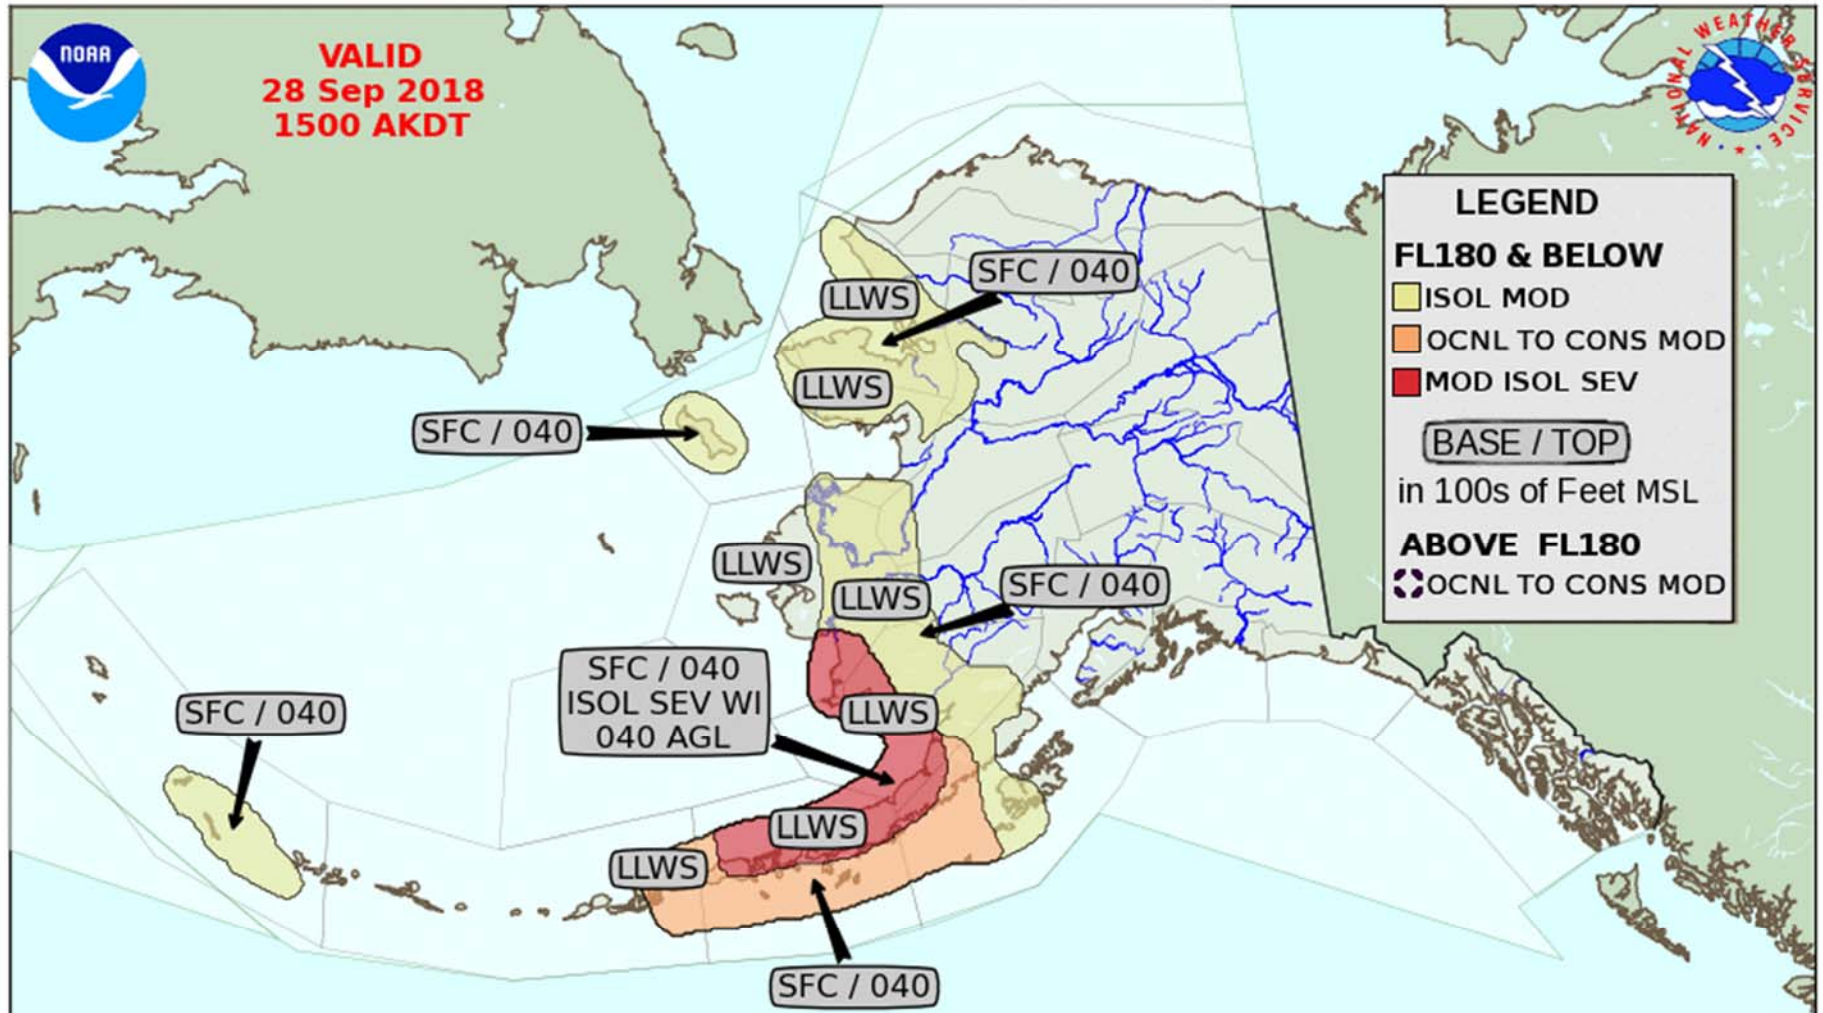 NOAA
VALID
28 Sep 2018
1500 AKDT
NATIONAL WEATHER SERVICE
LEGEND
FL180 & BELOW
ISOL MOD
OCNL TO CONS MOD
MOD ISOL SEV
BASE / TOP
in 100s of Feet MSL
ABOVE FL180
OCNL TO CONS MOD
SFC / 040
LLWS
LLWS
SFC / 040
LLWS
LLWS
SFC / 040
SFC / 040
ISOL SEV WI
040 AGL
LLWS
SFC / 040
LLWS
LLWS
SFC / 040